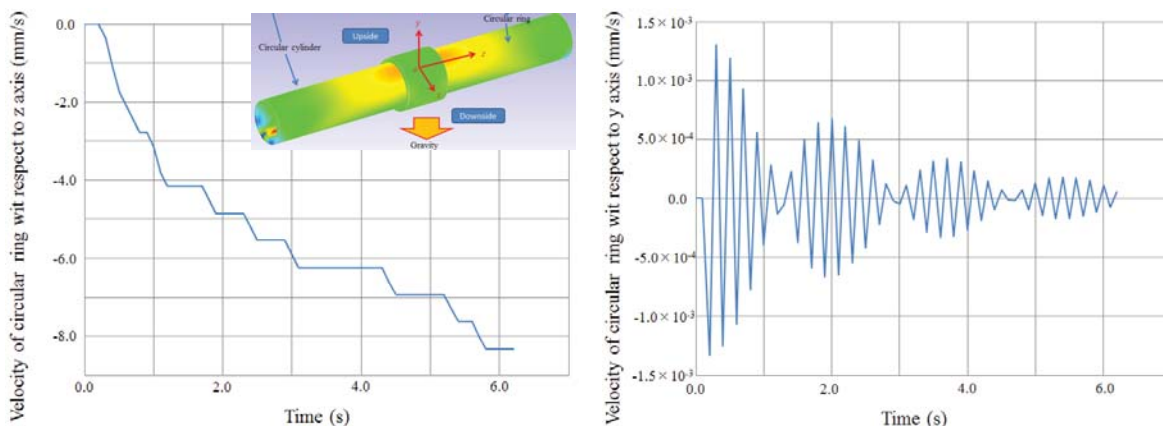 Velocity of circular ring wit respect to z axis (mm/s)
0.0
-2.0
-4.0
-6.0
-8.0
0.0
2.0
4.0
6.0
Time (s)
Circular cylinder
Upside
Circular ring
y
z
Downside
Gravity
Velocity of circular ring wit respect to y axis (mm/s)
1.5×10⁻³
1.0×10⁻³
5.0×10⁻⁴
0.0
-5.0×10⁻⁴
-1.0×10⁻³
-1.5×10⁻³
0.0
2.0
4.0
6.0
Time (s)